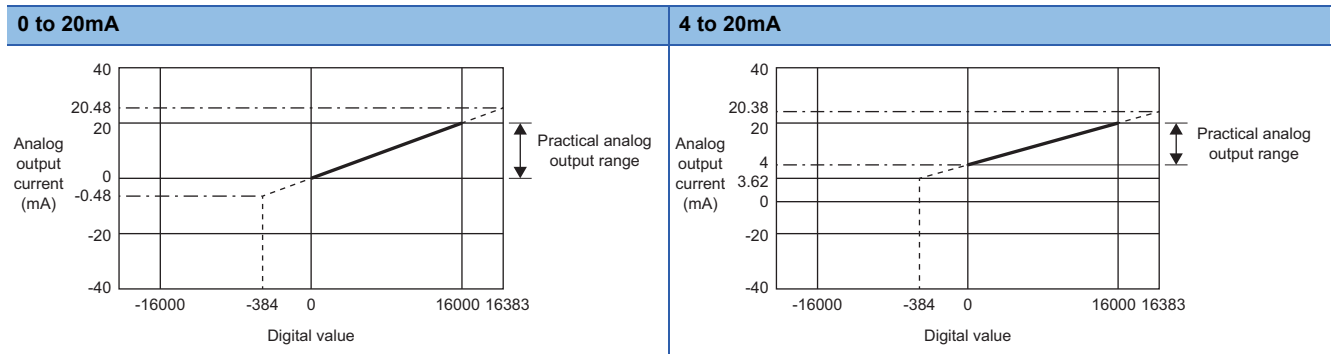 0 to 20mA
40
20.48
20
0
-0.48
-20
-40
Analog
output
current
(mA)
-16000 -384 0 16000 16383
Digital value
Practical analog
output range
4 to 20mA
40
20.38
20
4
3.62
0
-20
-40
Analog
output
current
(mA)
-16000 -384 0 16000 16383
Digital value
Practical analog
output range